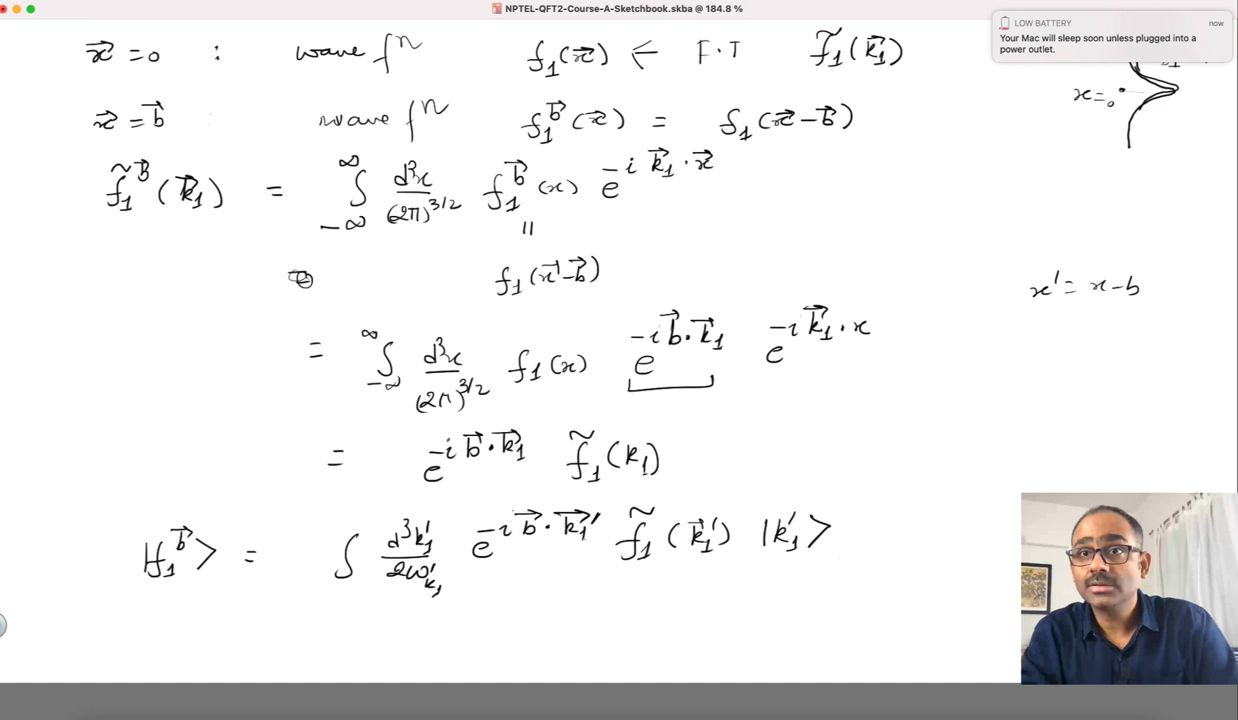 NPTEL-QFT2-Course-A-Sketchbook.skba @ 184.8 %
LOW BATTERY now
Your Mac will sleep soon unless plugged into a
power outlet.
x⃗ = 0 : wave fⁿ f₁(x⃗) ← F.T f̃₁(k⃗₁)
x = 0
x⃗ = b⃗ : wave fⁿ f₁^b⃗ (x⃗) = f₁(x⃗ - b⃗)
f̃₁^b⃗ (k⃗₁) = ∫_{-∞}^{∞} d³x/(2π)^{3/2} f₁^b⃗ (x) e^{-i k⃗₁ · x⃗}
||
f₁(x⃗ - b⃗)
x' = x - b
= ∫_{-∞}^{∞} d³x/(2π)^{3/2} f₁(x) e^{-i b⃗ · k⃗₁} e^{-i k⃗₁ · x}
= e^{-i b⃗ · k⃗₁} f̃₁(k₁)
|f₁^b⃗⟩ = ∫ d³k₁'/2ω'_{k₁} e^{-i b⃗ · k⃗₁'} f̃₁(k⃗₁') |k₁'⟩